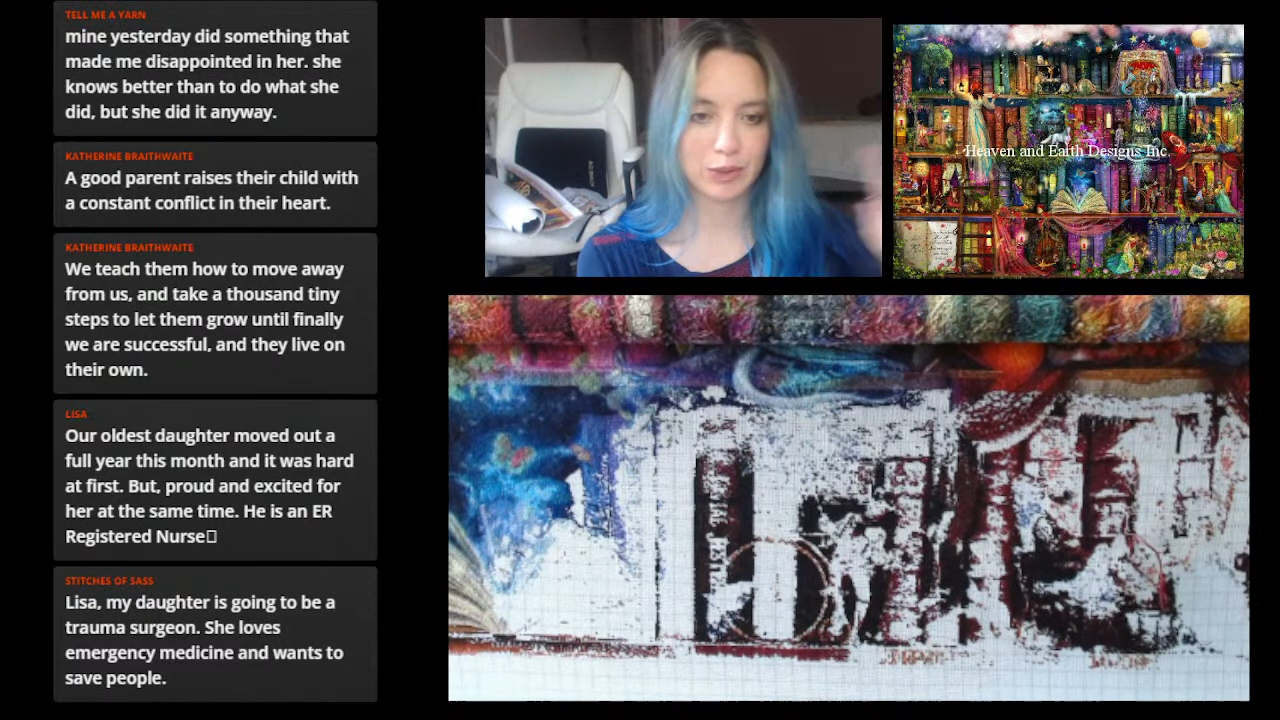 TELL ME A YARN
mine yesterday did something that
made me disappointed in her. she
knows better than to do what she
did, but she did it anyway.
KATHERINE BRAITHWAITE
A good parent raises their child with
a constant conflict in their heart.
KATHERINE BRAITHWAITE
We teach them how to move away
from us, and take a thousand tiny
steps to let them grow until finally
we are successful, and they live on
their own.
LISA
Our oldest daughter moved out a
full year this month and it was hard
at first. But, proud and excited for
her at the same time. He is an ER
Registered Nurse
STITCHES OF SASS
Lisa, my daughter is going to be a
trauma surgeon. She loves
emergency medicine and wants to
save people.
Heaven and Earth Designs Inc